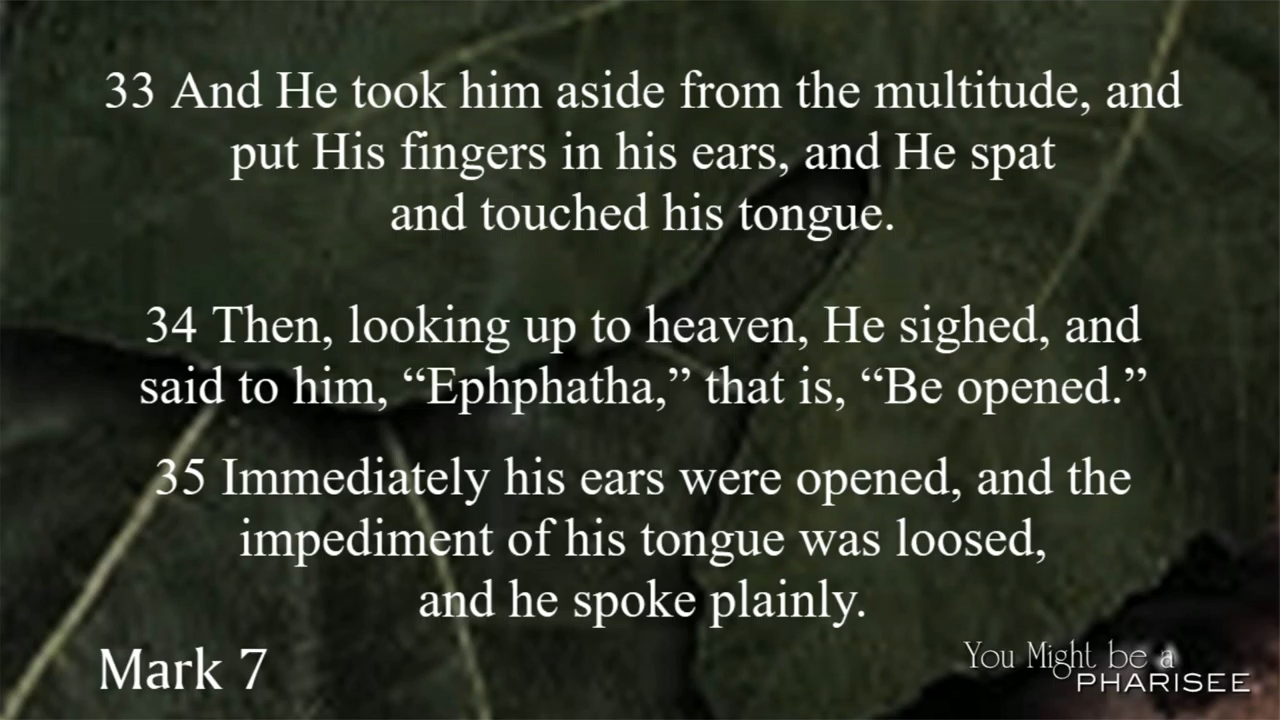 33 And He took him aside from the multitude, and
put His fingers in his ears, and He spat
and touched his tongue.
34 Then, looking up to heaven, He sighed, and
said to him, “Ephphatha,” that is, “Be opened.”
35 Immediately his ears were opened, and the
impediment of his tongue was loosed,
and he spoke plainly.
Mark 7
You Might be a
PHARISEE